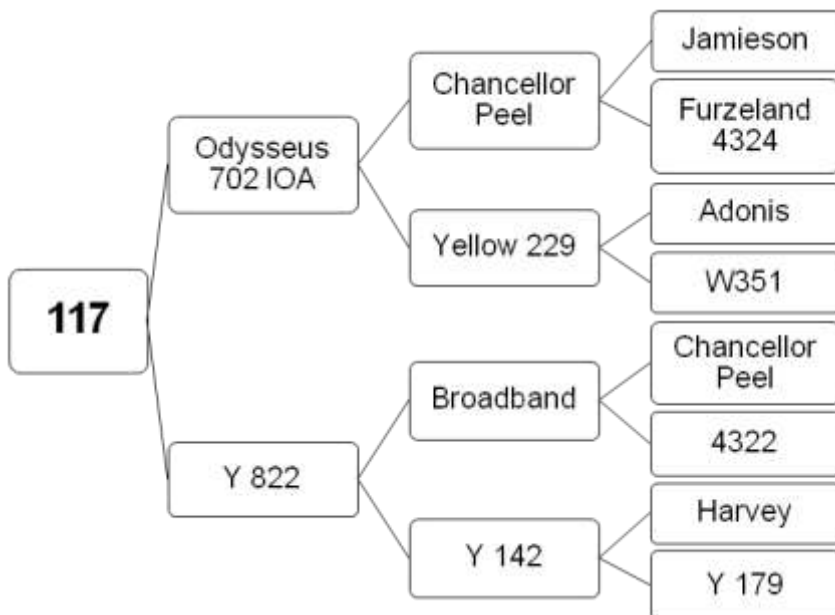 Jamieson
Chancellor
Peel
Furzeland
4324
Odysseus
702 IOA
Adonis
Yellow 229
W351
117
Chancellor
Peel
Broadband
4322
Y 822
Harvey
Y 142
Y 179